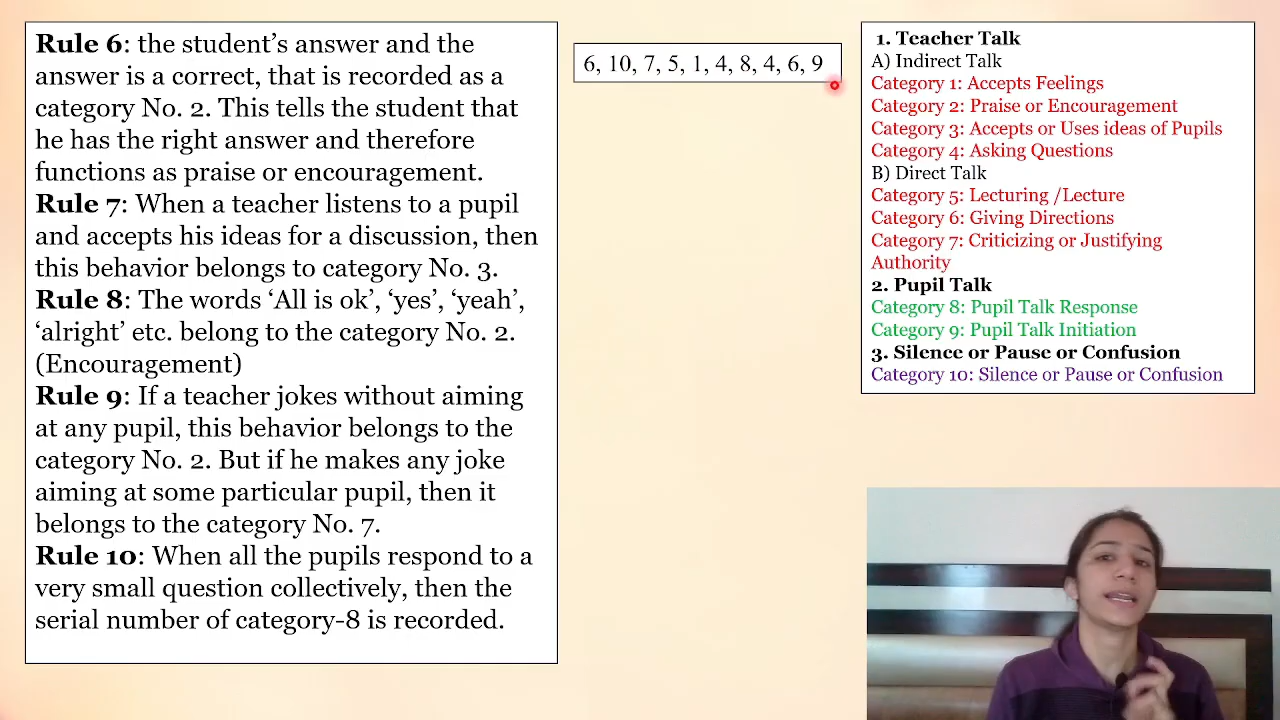 Rule 6: the student’s answer and the
answer is a correct, that is recorded as a
category No. 2. This tells the student that
he has the right answer and therefore
functions as praise or encouragement.
Rule 7: When a teacher listens to a pupil
and accepts his ideas for a discussion, then
this behavior belongs to category No. 3.
Rule 8: The words ‘All is ok’, ‘yes’, ‘yeah’,
‘alright’ etc. belong to the category No. 2.
(Encouragement)
Rule 9: If a teacher jokes without aiming
at any pupil, this behavior belongs to the
category No. 2. But if he makes any joke
aiming at some particular pupil, then it
belongs to the category No. 7.
Rule 10: When all the pupils respond to a
very small question collectively, then the
serial number of category-8 is recorded.
6, 10, 7, 5, 1, 4, 8, 4, 6, 9
1. Teacher Talk
A) Indirect Talk
Category 1: Accepts Feelings
Category 2: Praise or Encouragement
Category 3: Accepts or Uses ideas of Pupils
Category 4: Asking Questions
B) Direct Talk
Category 5: Lecturing /Lecture
Category 6: Giving Directions
Category 7: Criticizing or Justifying
Authority
2. Pupil Talk
Category 8: Pupil Talk Response
Category 9: Pupil Talk Initiation
3. Silence or Pause or Confusion
Category 10: Silence or Pause or Confusion